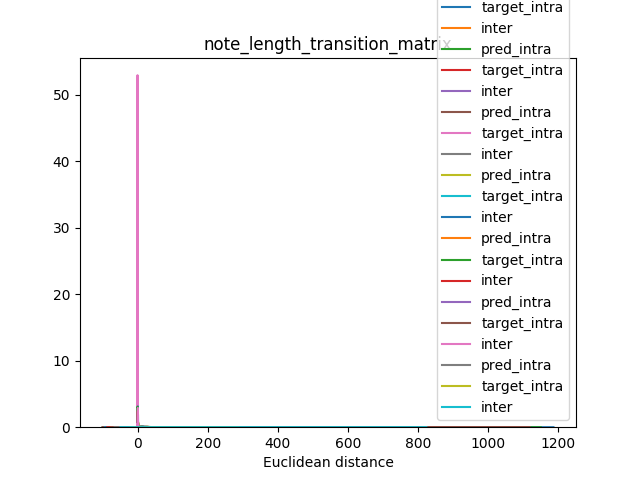 note_length_transition_matrix
target_intra
inter
pred_intra
target_intra
inter
pred_intra
target_intra
inter
pred_intra
target_intra
inter
pred_intra
target_intra
inter
pred_intra
target_intra
inter
pred_intra
target_intra
inter
50
40
30
20
10
0
0 200 400 600 800 1000 1200
Euclidean distance